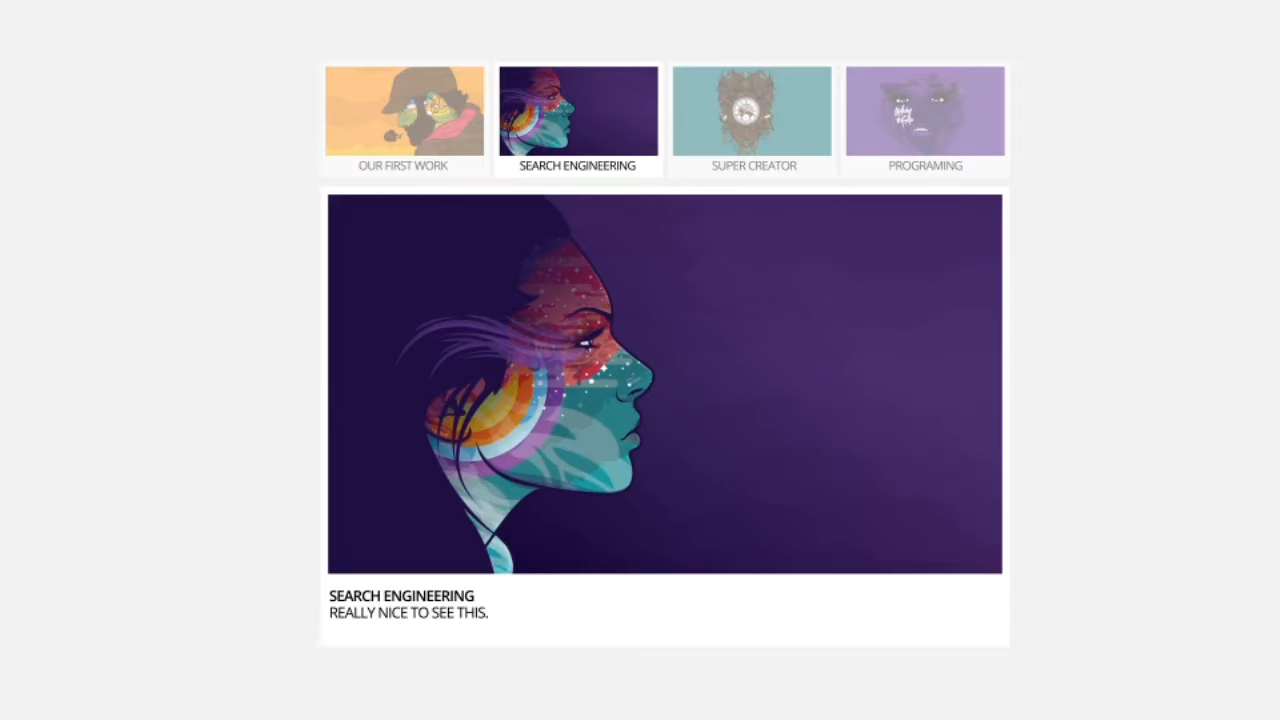 OUR FIRST WORK
SEARCH ENGINEERING
SUPER CREATOR
PROGRAMING
SEARCH ENGINEERING
REALLY NICE TO SEE THIS.